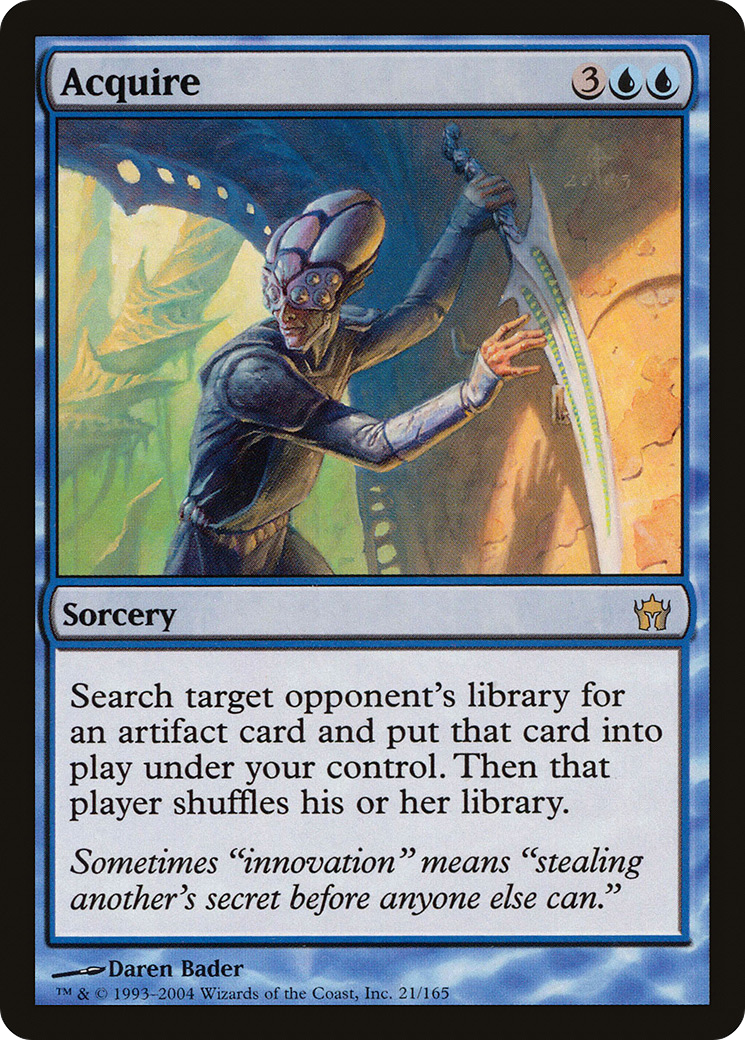 Acquire 3
Sorcery
Search target opponent's library for
an artifact card and put that card into
play under your control. Then that
player shuffles his or her library.
Sometimes “innovation” means “stealing
another's secret before anyone else can.”
Daren Bader
™ & © 1993–2004 Wizards of the Coast, Inc. 21/165